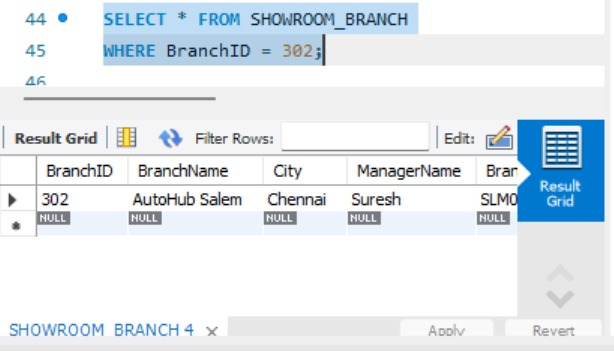 44 SELECT * FROM SHOWROOM_BRANCH
45 WHERE BranchID = 302;
46
Result Grid Filter Rows: Edit:
BranchID BranchName City ManagerName Bran
302 AutoHub Salem Chennai Suresh SLM0
NULL NULL NULL NULL NULL
Result
Grid
SHOWROOM_BRANCH 4 × Apply Revert